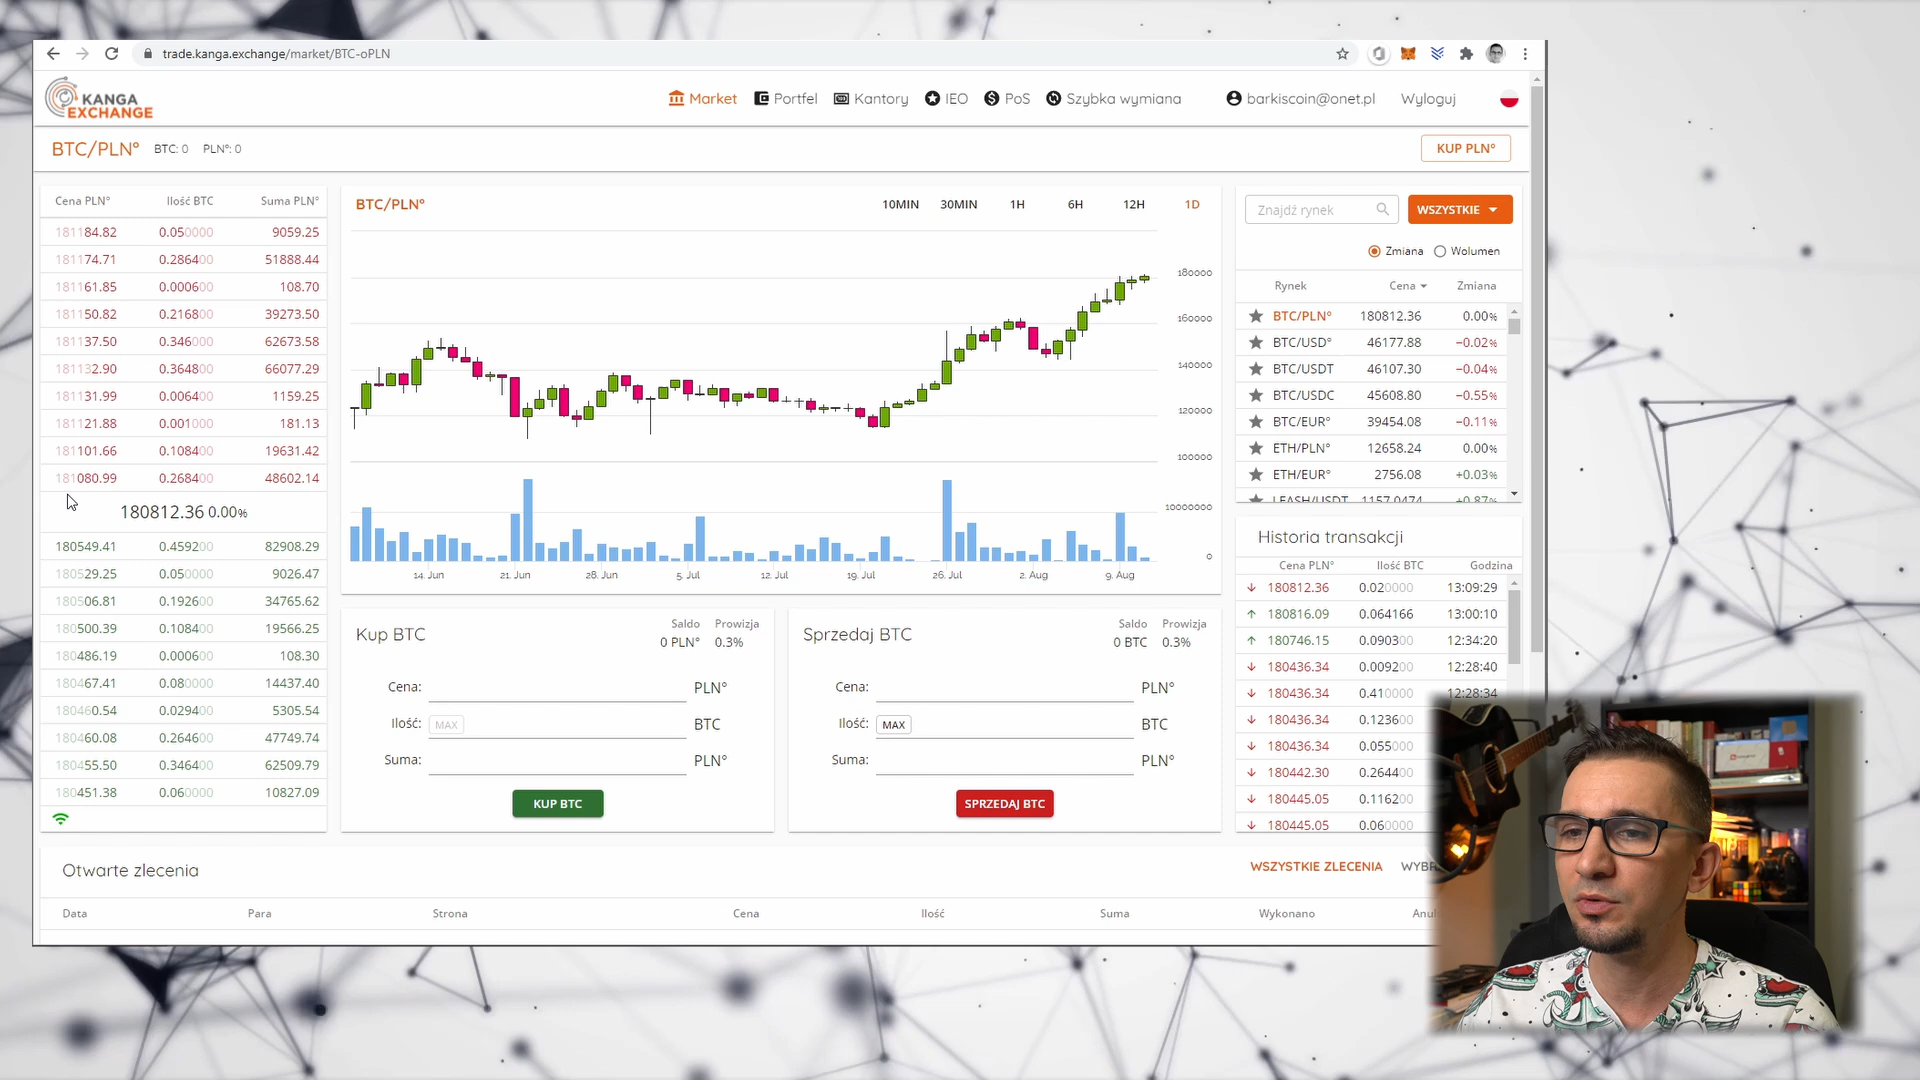 trade.kanga.exchange/market/BTC-oPLN
KANGA
EXCHANGE
Market Portfel Kantory IEO PoS Szybka wymiana barkiscoin@onet.pl Wyloguj
BTC/PLN° BTC: 0 PLN°: 0 KUP PLN°
Cena PLN° Ilość BTC Suma PLN°
181184.82 0.050000 9059.25
181174.71 0.286400 51888.44
181161.85 0.000600 108.70
181150.82 0.216800 39273.50
181137.50 0.346000 62673.58
181132.90 0.364800 66077.29
181131.99 0.006400 1159.25
181121.88 0.001000 181.13
181101.66 0.108400 19631.42
181080.99 0.268400 48602.14
180812.36 0.00%
180549.41 0.459200 82908.29
180529.25 0.050000 9026.47
180506.81 0.192600 34765.62
180500.39 0.108400 19566.25
180486.19 0.000600 108.30
180467.41 0.080000 14437.40
180460.54 0.029400 5305.54
180460.08 0.264600 47749.74
180455.50 0.346400 62509.79
180451.38 0.060000 10827.09
BTC/PLN° 10MIN 30MIN 1H 6H 12H 1D
180000
160000
140000
120000
100000
10000000
0
14. Jun 21. Jun 28. Jun 5. Jul 12. Jul 19. Jul 26. Jul 2. Aug 9. Aug
Kup BTC
Saldo Prowizja
0 PLN° 0.3%
Cena: PLN°
Ilość: MAX BTC
Suma: PLN°
KUP BTC
Sprzedaj BTC
Saldo Prowizja
0 BTC 0.3%
Cena: PLN°
Ilość: MAX BTC
Suma: PLN°
SPRZEDAJ BTC
Znajdź rynek WSZYSTKIE
Zmiana Wolumen
Rynek Cena Zmiana
BTC/PLN° 180812.36 0.00%
BTC/USD° 46177.88 −0.02%
BTC/USDT 46107.30 −0.04%
BTC/USDC 45608.80 −0.55%
BTC/EUR° 39454.08 −0.11%
ETH/PLN° 12658.24 0.00%
ETH/EUR° 2756.08 +0.03%
LEASH/USDT 1157.0474 +0.87%
Historia transakcji
Cena PLN° Ilość BTC Godzina
180812.36 0.020000 13:09:29
180816.09 0.064166 13:00:10
180746.15 0.090300 12:34:20
180436.34 0.009200 12:28:40
180436.34 0.410000 12:28:34
180436.34 0.123600
180436.34 0.055000
180442.30 0.264400
180445.05 0.116200
180445.05 0.060000
Otwarte zlecenia WSZYSTKIE ZLECENIA WYBR
Data Para Strona Cena Ilość Suma Wykonano Anul